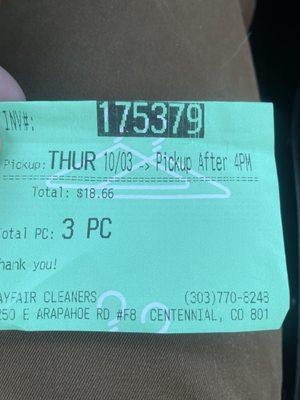 INV#: 175379
Pickup: THUR 10/03 -> Pickup After 4PM
Total: $18.66
Total PC: 3 PC
hank you!
AYFAIR CLEANERS (303)770-8248
250 E ARAPAHOE RD #F8 CENTENNIAL, CO 801